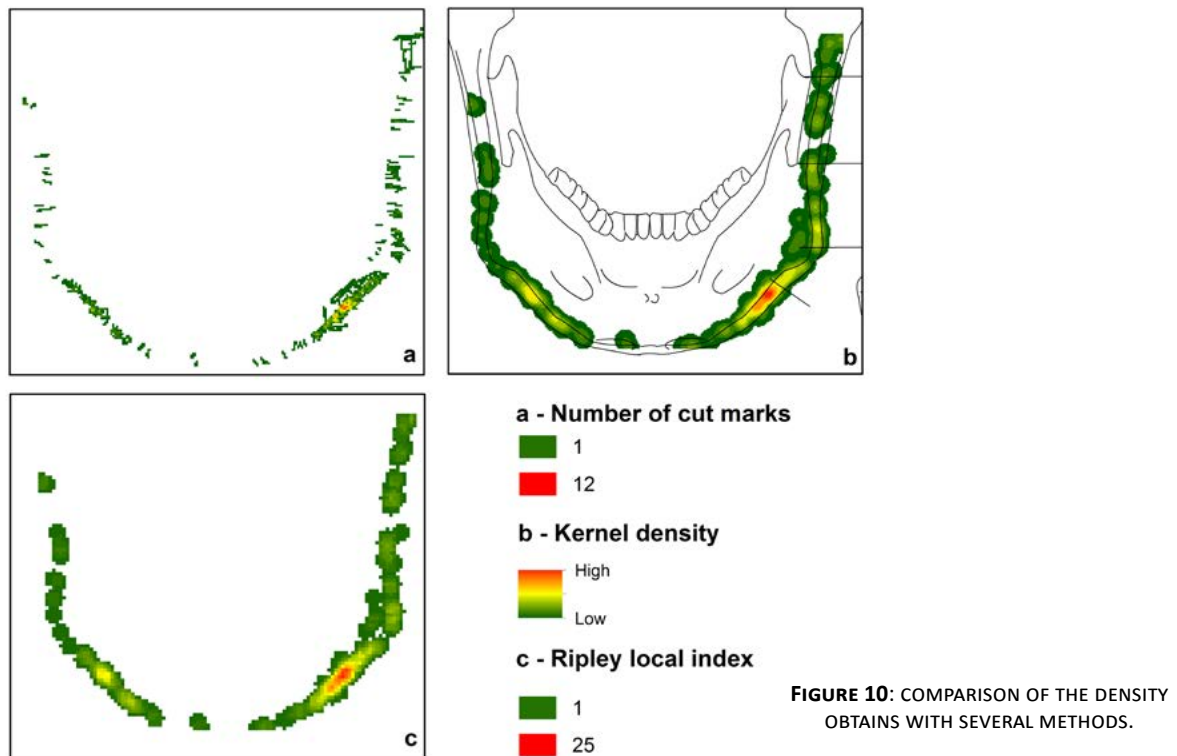 a
b
c
a - Number of cut marks
1
12
b - Kernel density
High
Low
c - Ripley local index
1
25
FIGURE 10: COMPARISON OF THE DENSITY
OBTAINS WITH SEVERAL METHODS.